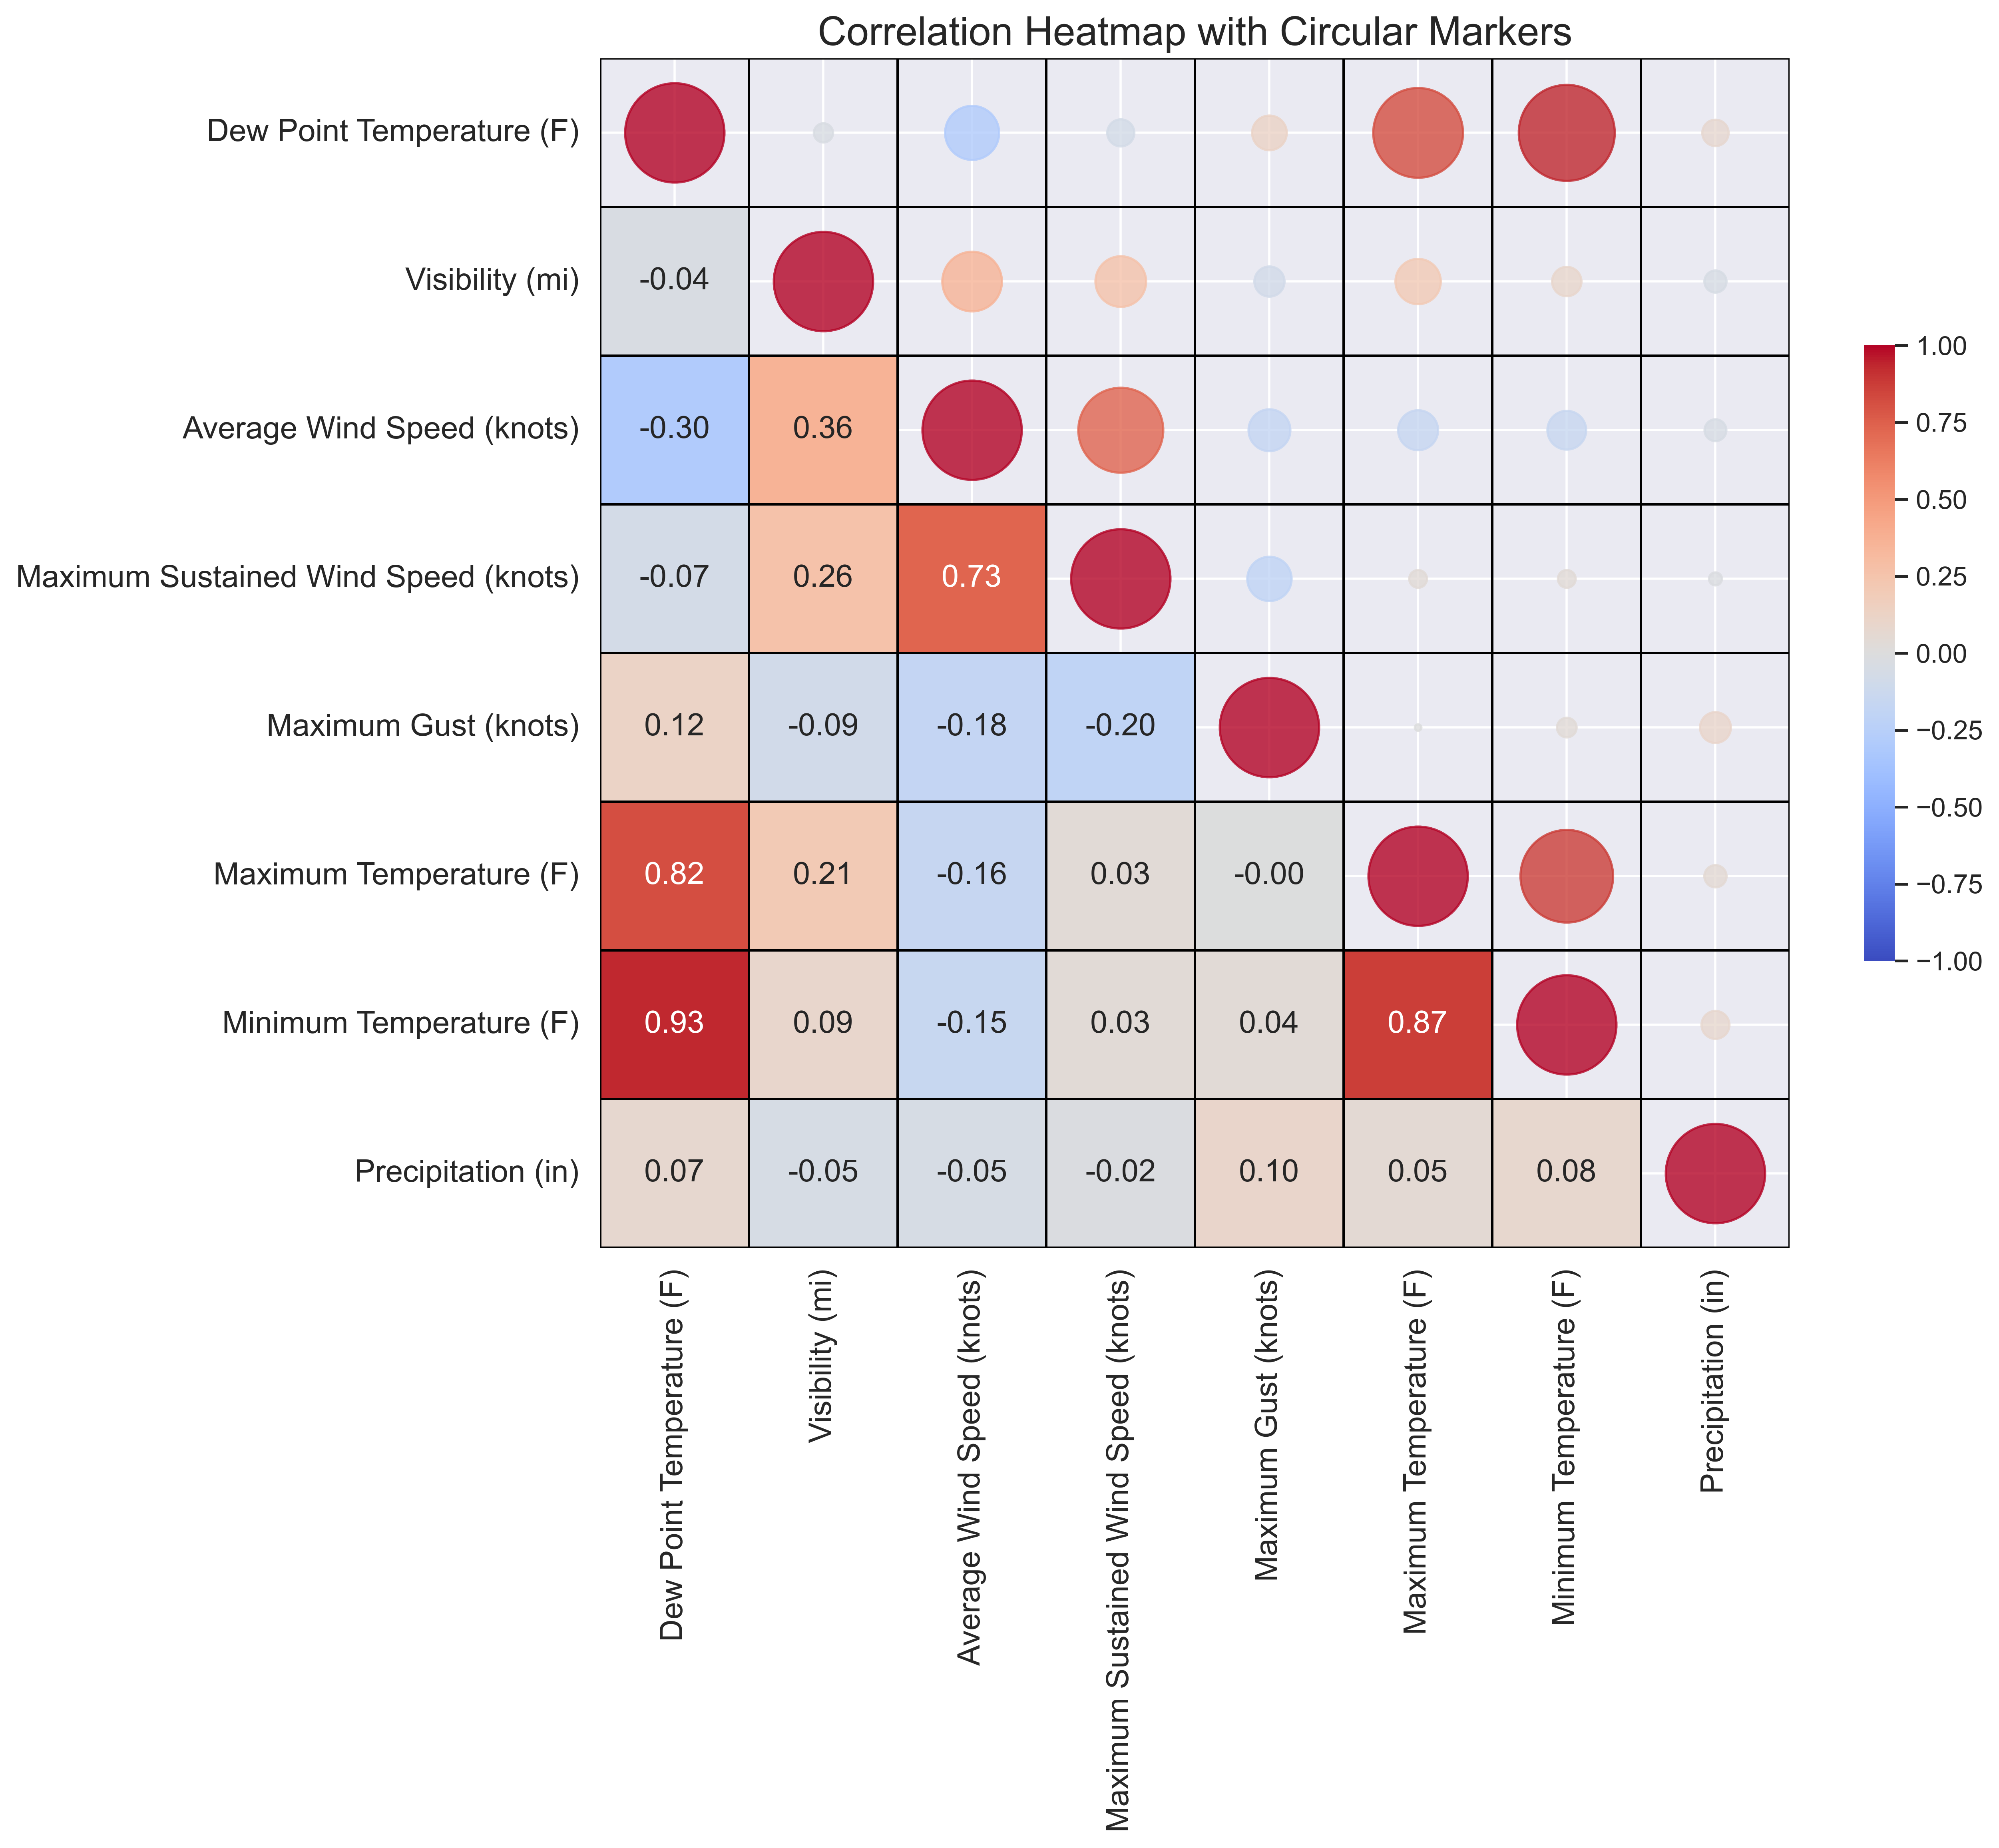 Correlation Heatmap with Circular Markers
Dew Point Temperature (F)
Visibility (mi)
-0.04
Average Wind Speed (knots)
-0.30 0.36
Maximum Sustained Wind Speed (knots)
-0.07 0.26 0.73
Maximum Gust (knots)
0.12 -0.09 -0.18 -0.20
Maximum Temperature (F)
0.82 0.21 -0.16 0.03 -0.00
Minimum Temperature (F)
0.93 0.09 -0.15 0.03 0.04 0.87
Precipitation (in)
0.07 -0.05 -0.05 -0.02 0.10 0.05 0.08
Dew Point Temperature (F)
Visibility (mi)
Average Wind Speed (knots)
Maximum Sustained Wind Speed (knots)
Maximum Gust (knots)
Maximum Temperature (F)
Minimum Temperature (F)
Precipitation (in)
1.00
0.75
0.50
0.25
0.00
−0.25
−0.50
−0.75
−1.00